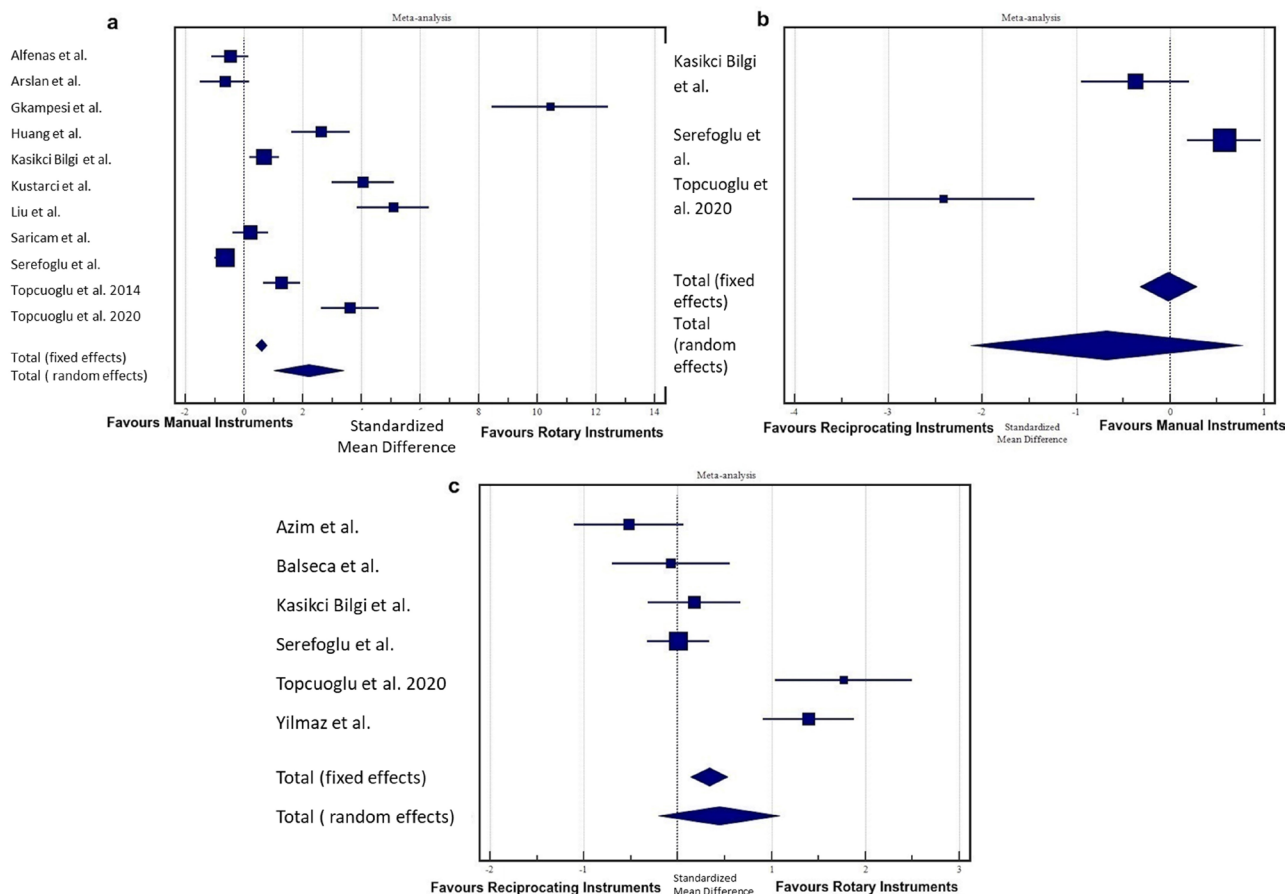 a
Meta-analysis
Alfenas et al.
Arslan et al.
Gkampesi et al.
Huang et al.
Kasikci Bilgi et al.
Kustarci et al.
Liu et al.
Saricam et al.
Serefoglu et al.
Topcuoglu et al. 2014
Topcuoglu et al. 2020
Total (fixed effects)
Total ( random effects)
-2 0 2 4 6 8 10 12 14
Favours Manual Instruments
Standardized
Mean Difference
Favours Rotary Instruments
b
Meta-analysis
Kasikci Bilgi
et al.
Serefoglu et
al.
Topcuoglu et
al. 2020
Total (fixed
effects)
Total
(random
effects)
-4 -3 -2 -1 0 1
Favours Reciprocating Instruments
Standardized
Mean Difference
Favours Manual Instruments
c
Meta-analysis
Azim et al.
Balseca et al.
Kasikci Bilgi et al.
Serefoglu et al.
Topcuoglu et al. 2020
Yilmaz et al.
Total (fixed effects)
Total ( random effects)
-2 -1 0 1 2 3
Favours Reciprocating Instruments
Standardized
Mean Difference
Favours Rotary Instruments